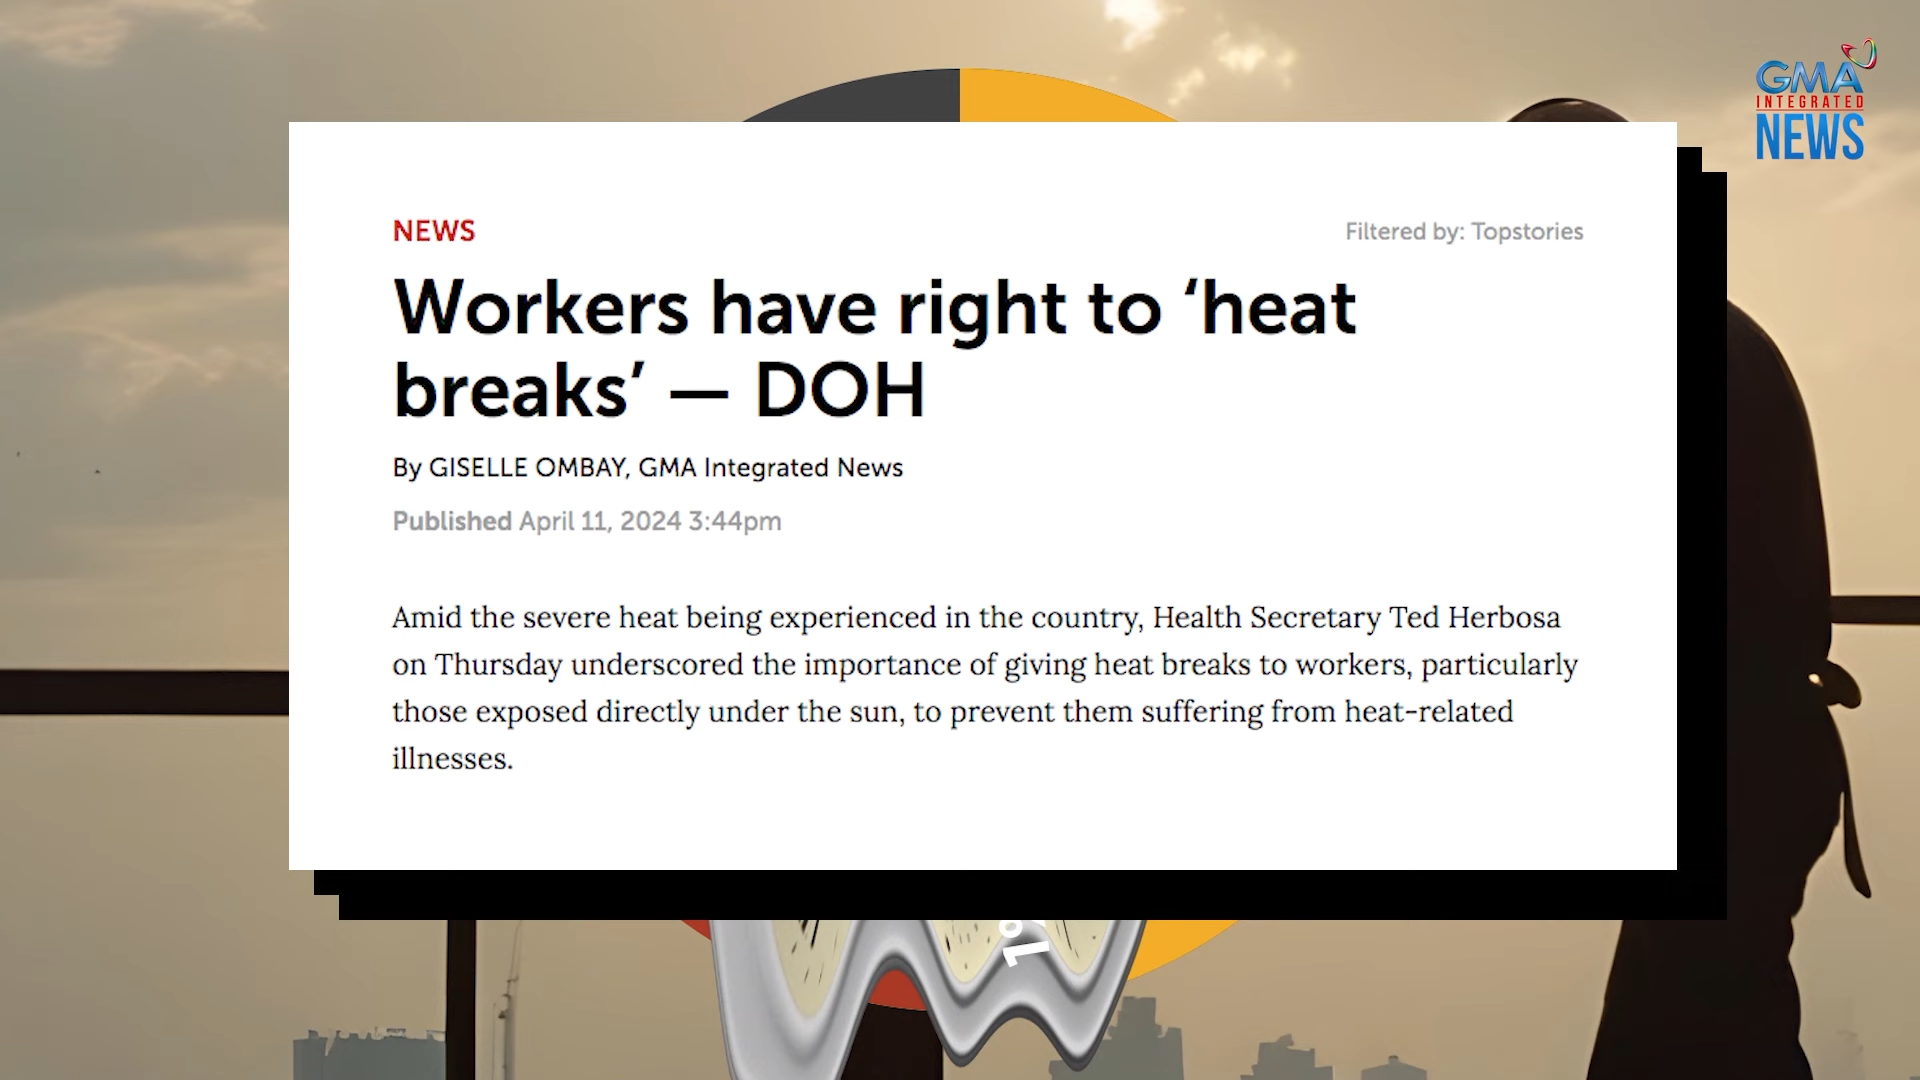 GMA
INTEGRATED
NEWS
NEWS
Filtered by: Topstories
Workers have right to ‘heat
breaks’ — DOH
By GISELLE OMBAY, GMA Integrated News
Published April 11, 2024 3:44pm
Amid the severe heat being experienced in the country, Health Secretary Ted Herbosa
on Thursday underscored the importance of giving heat breaks to workers, particularly
those exposed directly under the sun, to prevent them suffering from heat-related
illnesses.